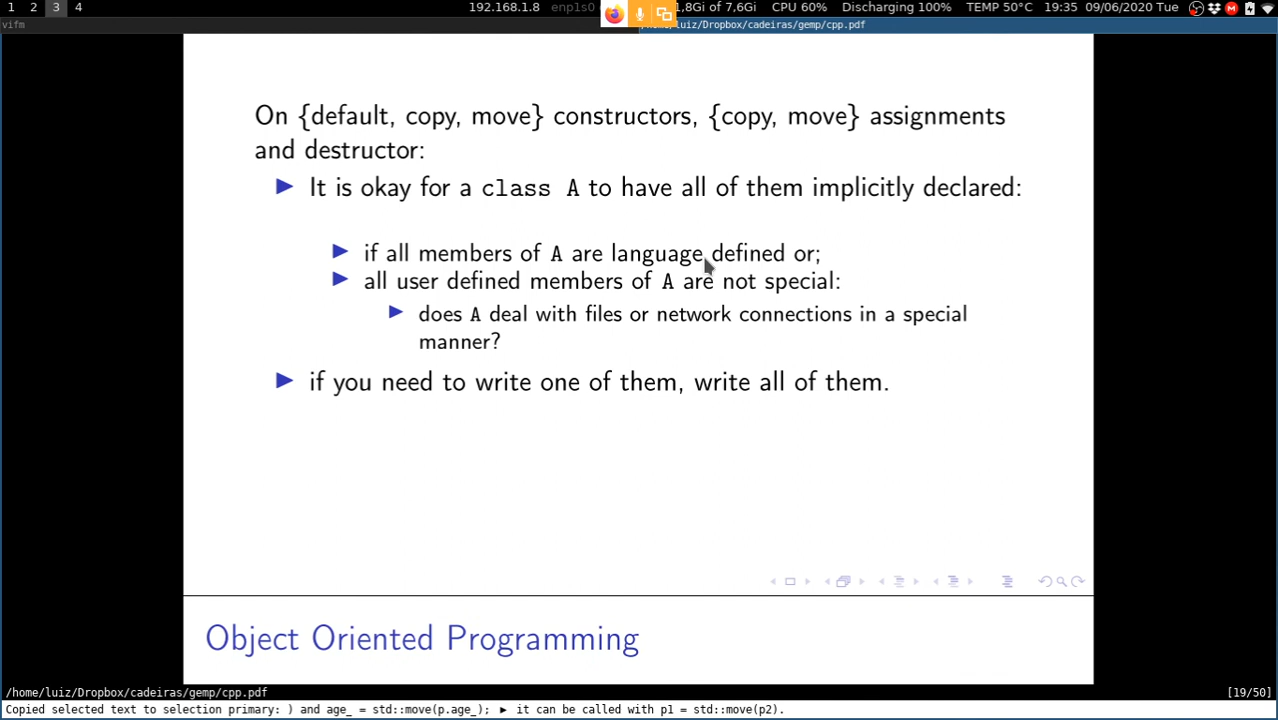 1 2 3 4 192.168.1.8 enp1s0 1,8Gi of 7,6Gi CPU 60% Discharging 100% TEMP 50°C 19:35 09/06/2020 Tue
vifm /home/luiz/Dropbox/cadeiras/gemp/cpp.pdf
On {default, copy, move} constructors, {copy, move} assignments
and destructor:
▶ It is okay for a class A to have all of them implicitly declared:
▶ if all members of A are language defined or;
▶ all user defined members of A are not special:
▶ does A deal with files or network connections in a special
manner?
▶ if you need to write one of them, write all of them.
Object Oriented Programming
/home/luiz/Dropbox/cadeiras/gemp/cpp.pdf [19/50]
Copied selected text to selection primary: ) and age_ = std::move(p.age_); ▶ it can be called with p1 = std::move(p2).